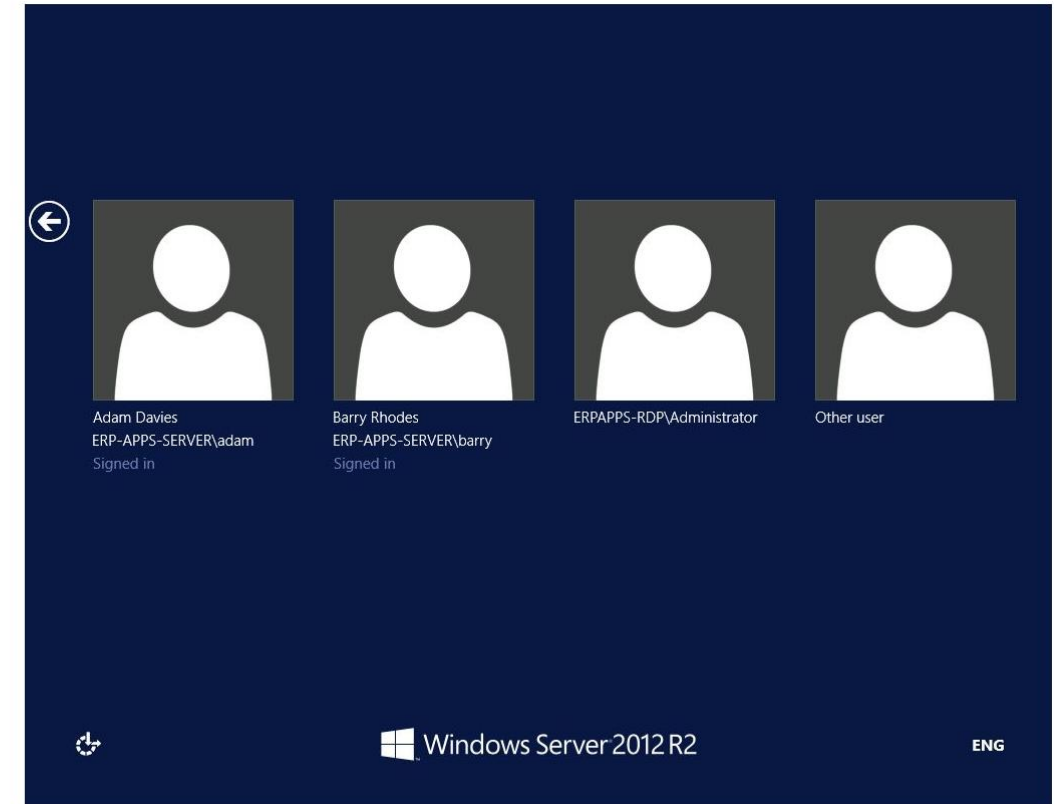 Adam Davies
ERP-APPS-SERVER\adam
Signed in
Barry Rhodes
ERP-APPS-SERVER\barry
Signed in
ERPAPPS-RDP\Administrator
Other user
Windows Server 2012 R2
ENG